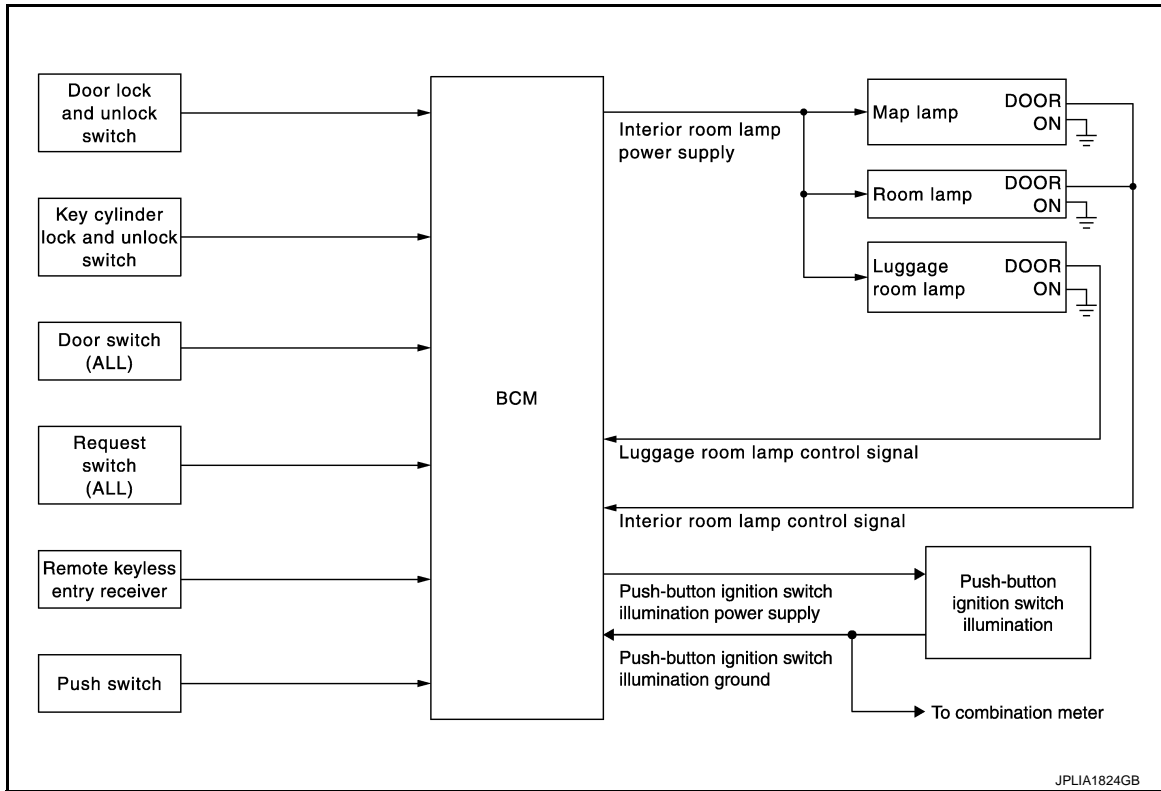 Door lock
and unlock
switch
Key cylinder
lock and unlock
switch
Door switch
(ALL)
Request
switch
(ALL)
Remote keyless
entry receiver
Push switch
BCM
Interior room lamp
power supply
Map lamp
DOOR
ON
Room lamp
DOOR
ON
Luggage
room lamp
DOOR
ON
Luggage room lamp control signal
Interior room lamp control signal
Push-button ignition switch
illumination power supply
Push-button
ignition switch
illumination
Push-button ignition switch
illumination ground
To combination meter
JPLIA1824GB